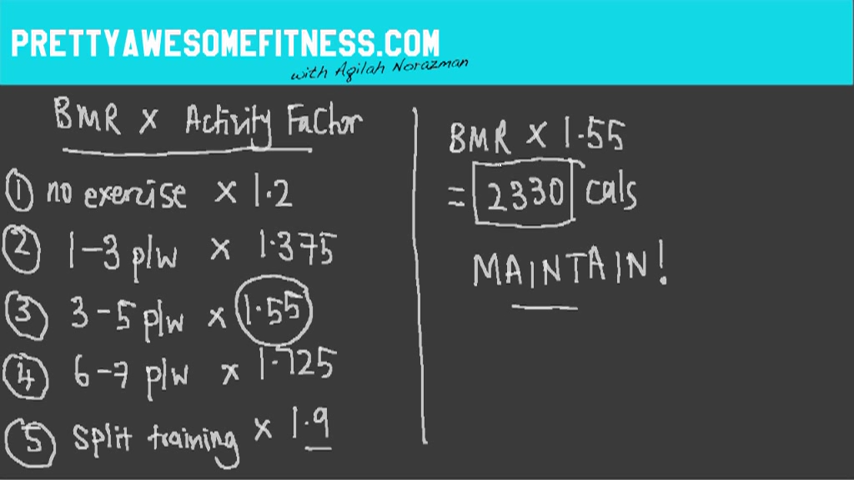 PRETTYAWESOMEFITNESS.COM
with Aqilah Norazman
BMR x Activity Factor
1 no exercise x 1.2
2 1-3 p/w x 1.375
3 3-5 p/w x 1.55
4 6-7 p/w x 1.725
5 split training x 1.9
BMR x 1.55
= 2330 cals
MAINTAIN!